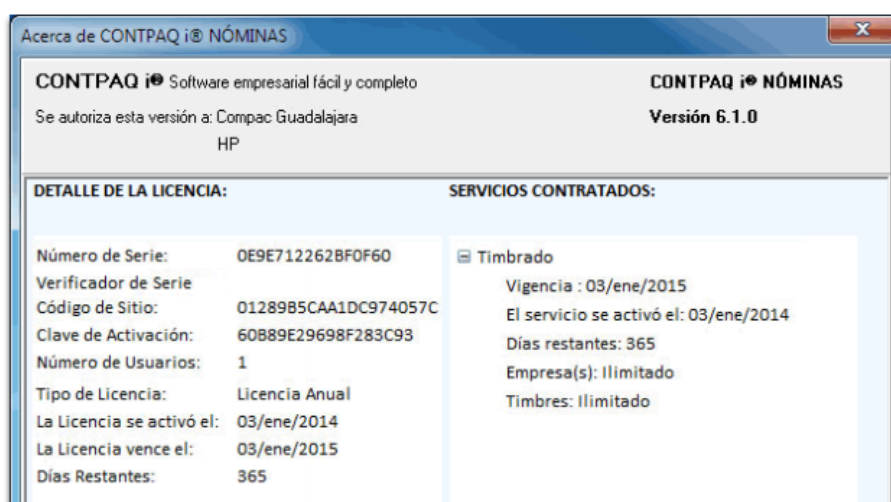 Acerca de CONTPAQ i® NÓMINAS
CONTPAQ i® Software empresarial fácil y completo
CONTPAQ i® NÓMINAS
Se autoriza esta versión a: Compac Guadalajara
Versión 6.1.0
HP
DETALLE DE LA LICENCIA:
Número de Serie: 0E9E712262BF0F60
Verificador de Serie
Código de Sitio: 01289B5CAA1DC974057C
Clave de Activación: 60B89E29698F283C93
Número de Usuarios: 1
Tipo de Licencia: Licencia Anual
La Licencia se activó el: 03/ene/2014
La Licencia vence el: 03/ene/2015
Días Restantes: 365
SERVICIOS CONTRATADOS:
Timbrado
Vigencia : 03/ene/2015
El servicio se activó el: 03/ene/2014
Días restantes: 365
Empresa(s): Ilimitado
Timbres: Ilimitado